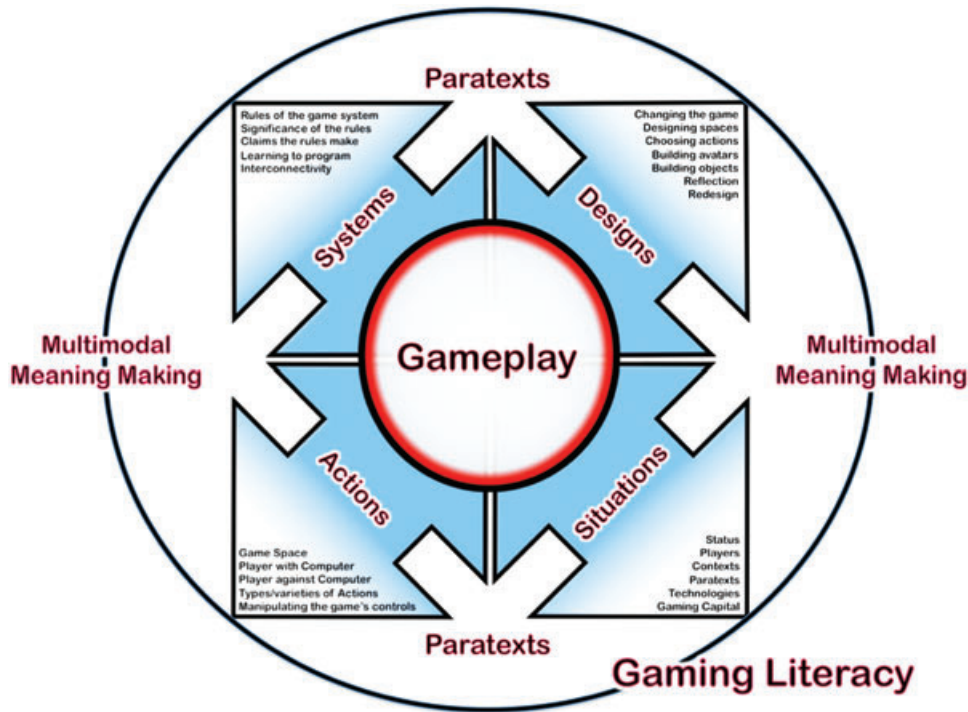 Paratexts
Rules of the game system
Significance of the rules
Claims the rules make
Learning to program
Interconnectivity
Changing the game
Designing spaces
Choosing actions
Building avatars
Building objects
Reflection
Redesign
Systems
Designs
Multimodal
Meaning Making
Gameplay
Multimodal
Meaning Making
Actions
Situations
Game Space
Player with Computer
Player against Computer
Types/varieties of Actions
Manipulating the game's controls
Status
Players
Contexts
Paratexts
Technologies
Gaming Capital
Paratexts
Gaming Literacy